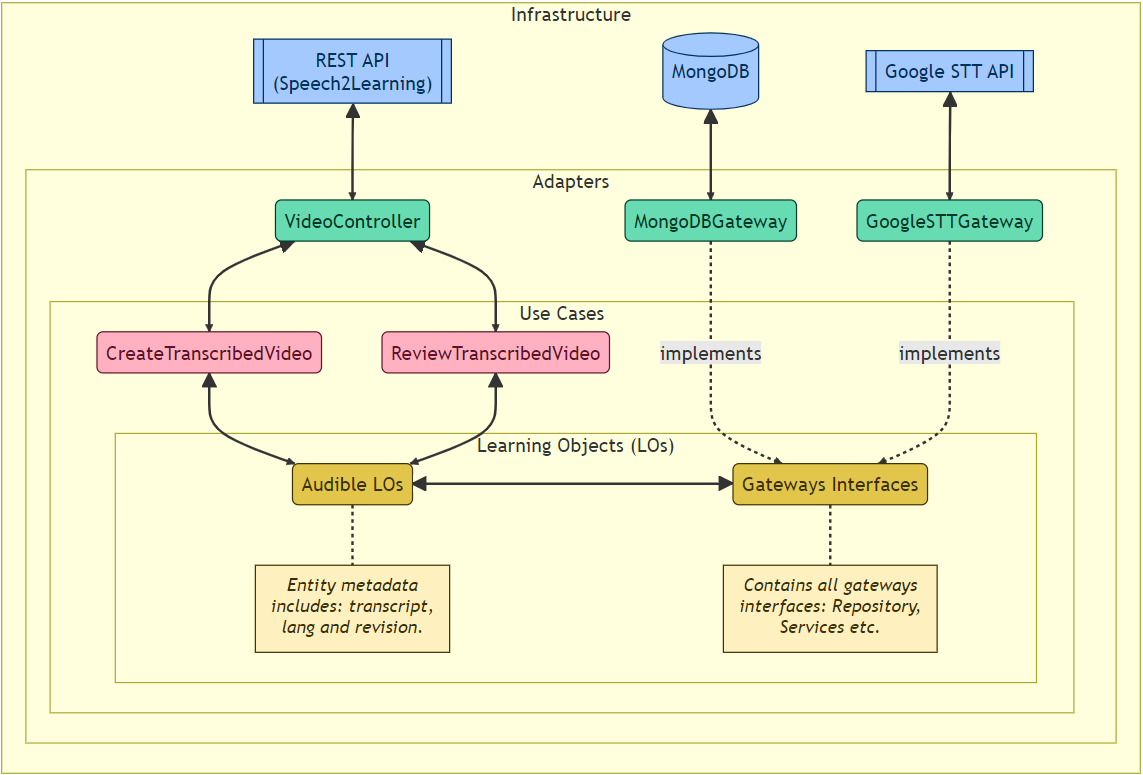 Infrastructure
REST API
(Speech2Learning)
MongoDB
Google STT API
Adapters
VideoController
MongoDBGateway
GoogleSTTGateway
Use Cases
CreateTranscribedVideo
ReviewTranscribedVideo
implements
implements
Learning Objects (LOs)
Audible LOs
Gateways Interfaces
Entity metadata
includes: transcript,
lang and revision.
Contains all gateways
interfaces: Repository,
Services etc.